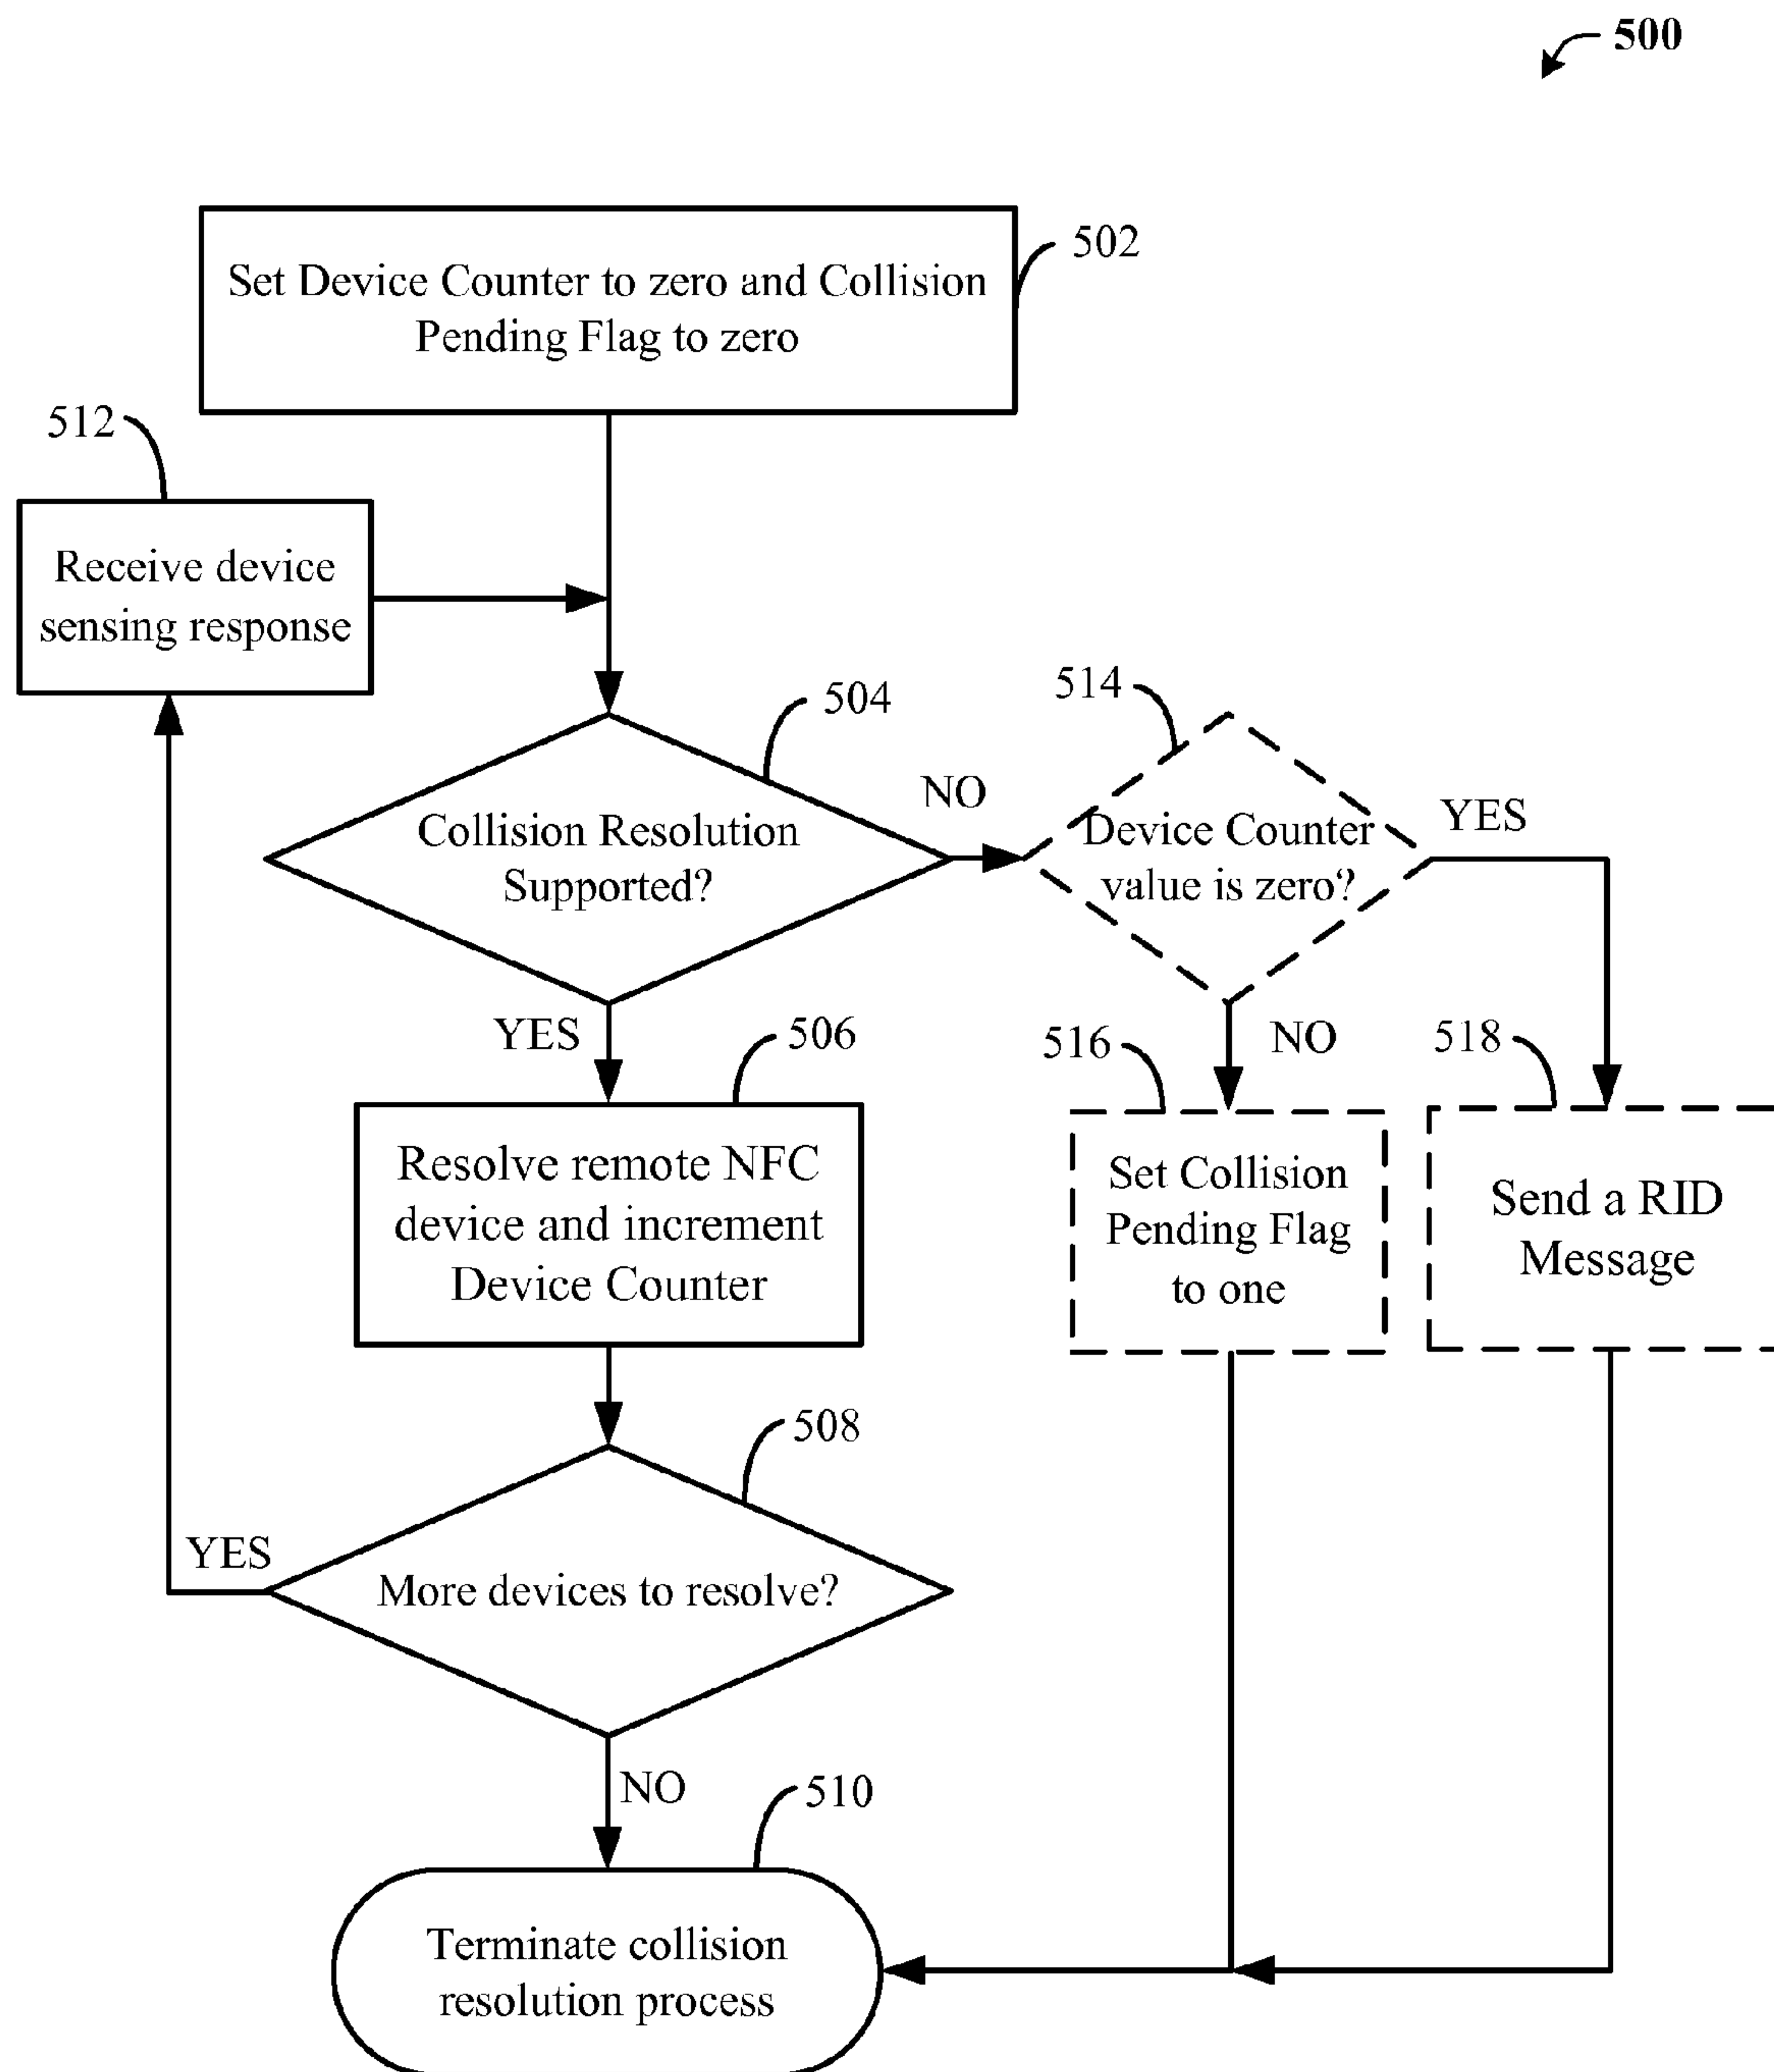 500
Set Device Counter to zero and Collision
Pending Flag to zero
502
512
Receive device
sensing response
504
Collision Resolution
Supported?
NO
514
Device Counter
value is zero?
YES
YES
506
Resolve remote NFC
device and increment
Device Counter
NO
516
Set Collision
Pending Flag
to one
518
Send a RID
Message
508
More devices to resolve?
YES
NO
510
Terminate collision
resolution process